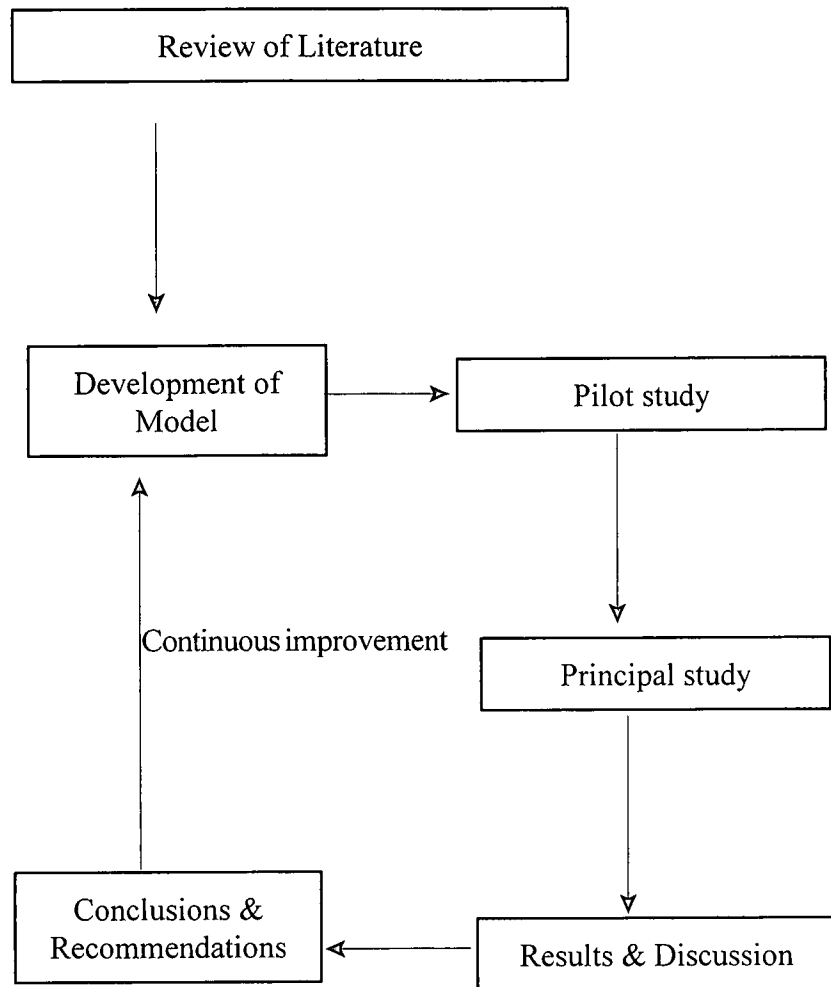 Review of Literature
Development of
Model
Pilot study
Continuous improvement
Principal study
Conclusions &
Recommendations
Results & Discussion